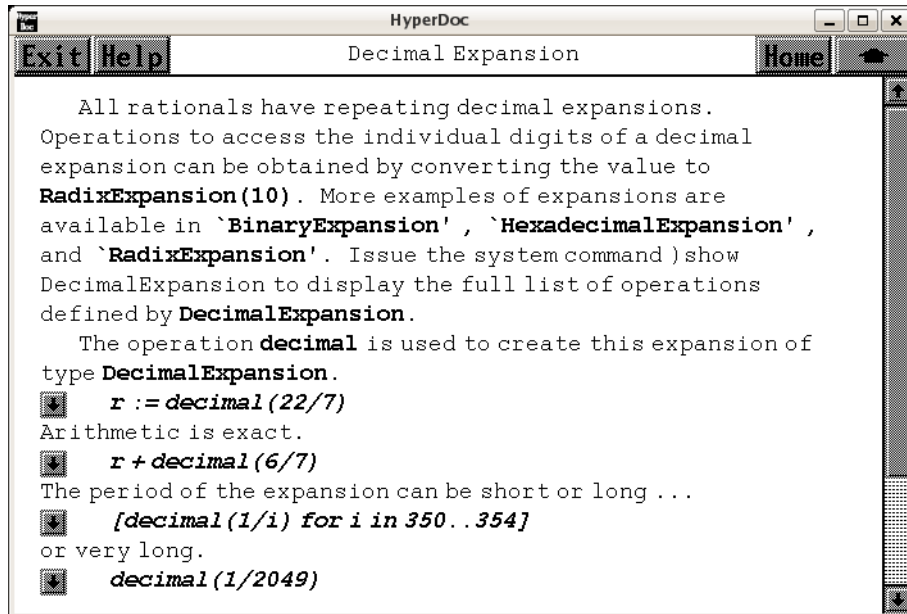 Hyper Doc
HyperDoc
Exit Help
Decimal Expansion
Home
All rationals have repeating decimal expansions.
Operations to access the individual digits of a decimal
expansion can be obtained by converting the value to
RadixExpansion(10). More examples of expansions are
available in `BinaryExpansion' , `HexadecimalExpansion' ,
and `RadixExpansion'. Issue the system command )show
DecimalExpansion to display the full list of operations
defined by DecimalExpansion.
The operation decimal is used to create this expansion of
type DecimalExpansion.
r := decimal(22/7)
Arithmetic is exact.
r + decimal(6/7)
The period of the expansion can be short or long ...
[decimal(1/i) for i in 350..354]
or very long.
decimal(1/2049)